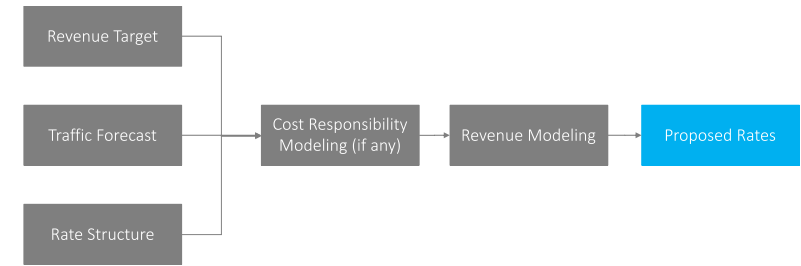 Revenue Target
Traffic Forecast
Rate Structure
Cost Responsibility
Modeling (if any)
Revenue Modeling
Proposed Rates